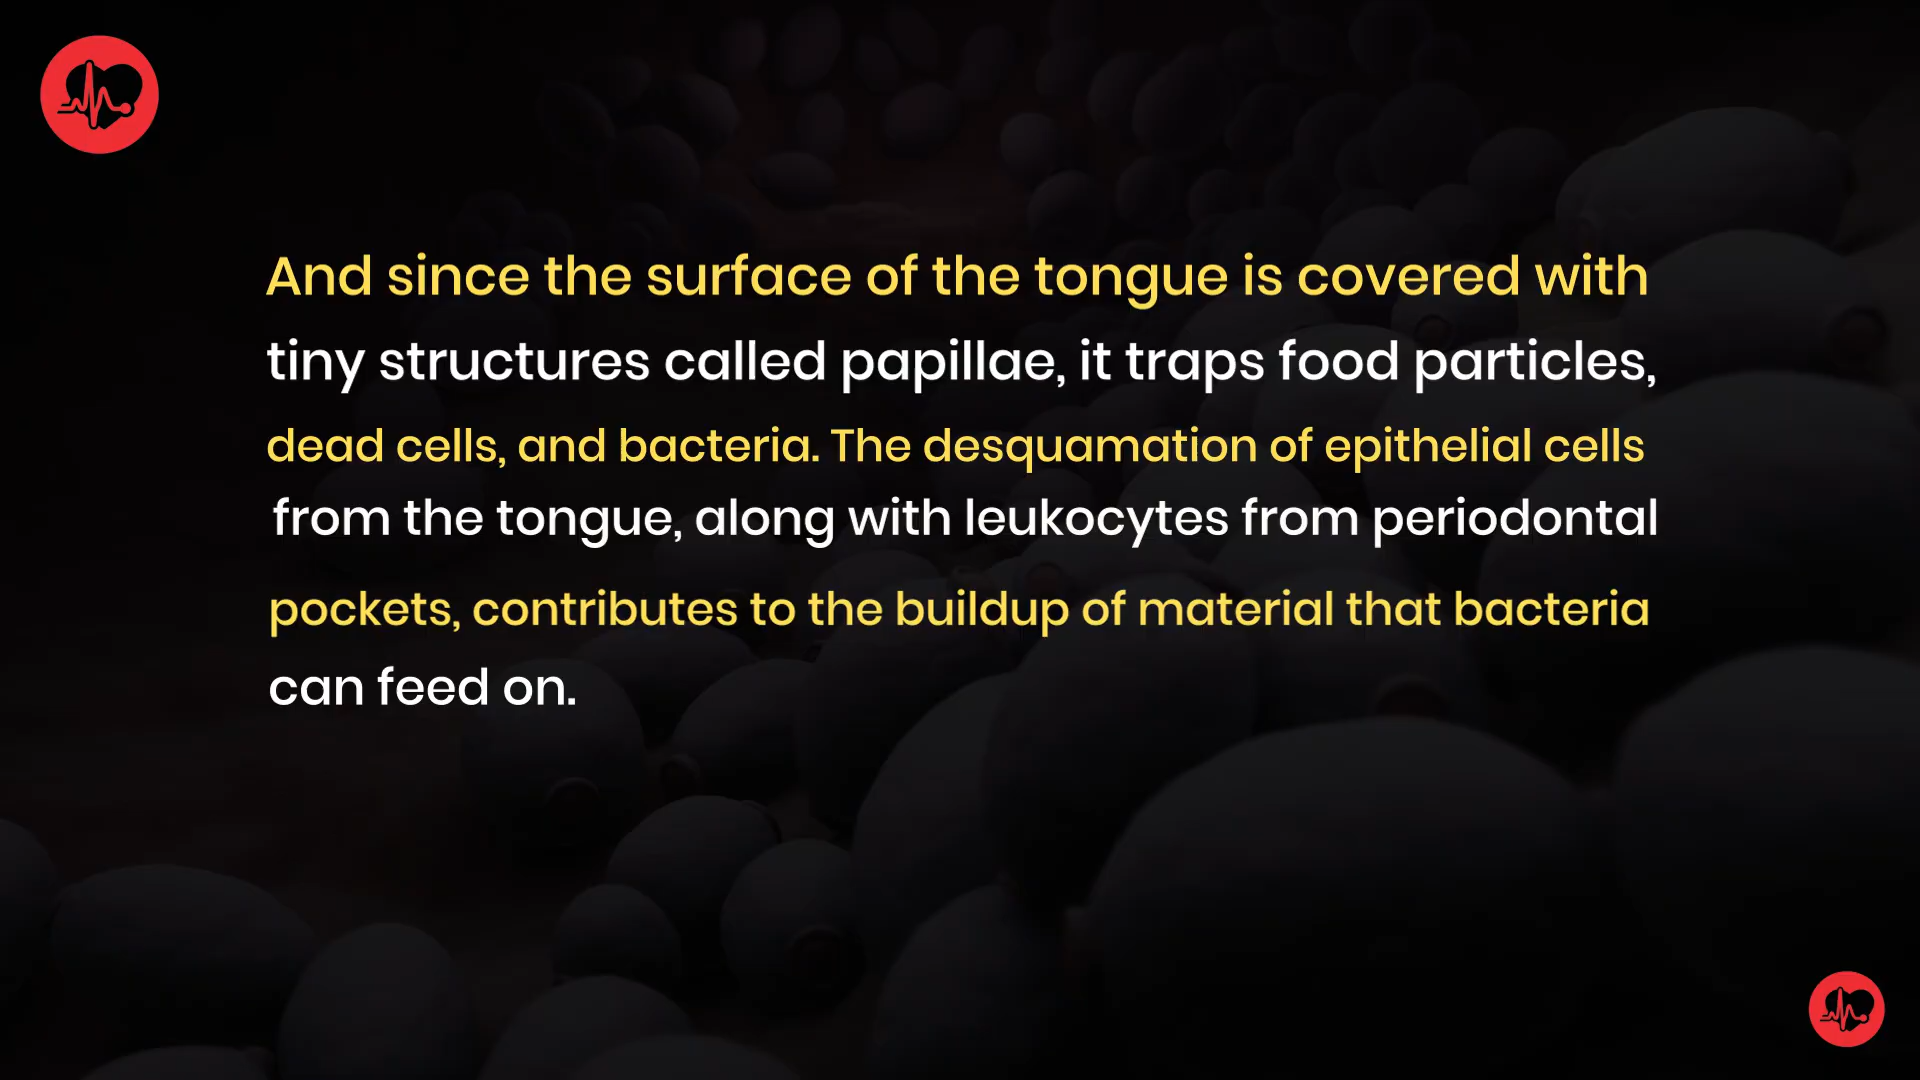 And since the surface of the tongue is covered with
tiny structures called papillae, it traps food particles,
dead cells, and bacteria. The desquamation of epithelial cells
from the tongue, along with leukocytes from periodontal
pockets, contributes to the buildup of material that bacteria
can feed on.